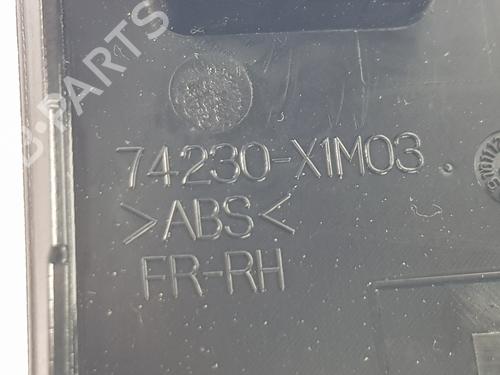 74230-X1M03
>ABS<
FR-RH
B-PARTS